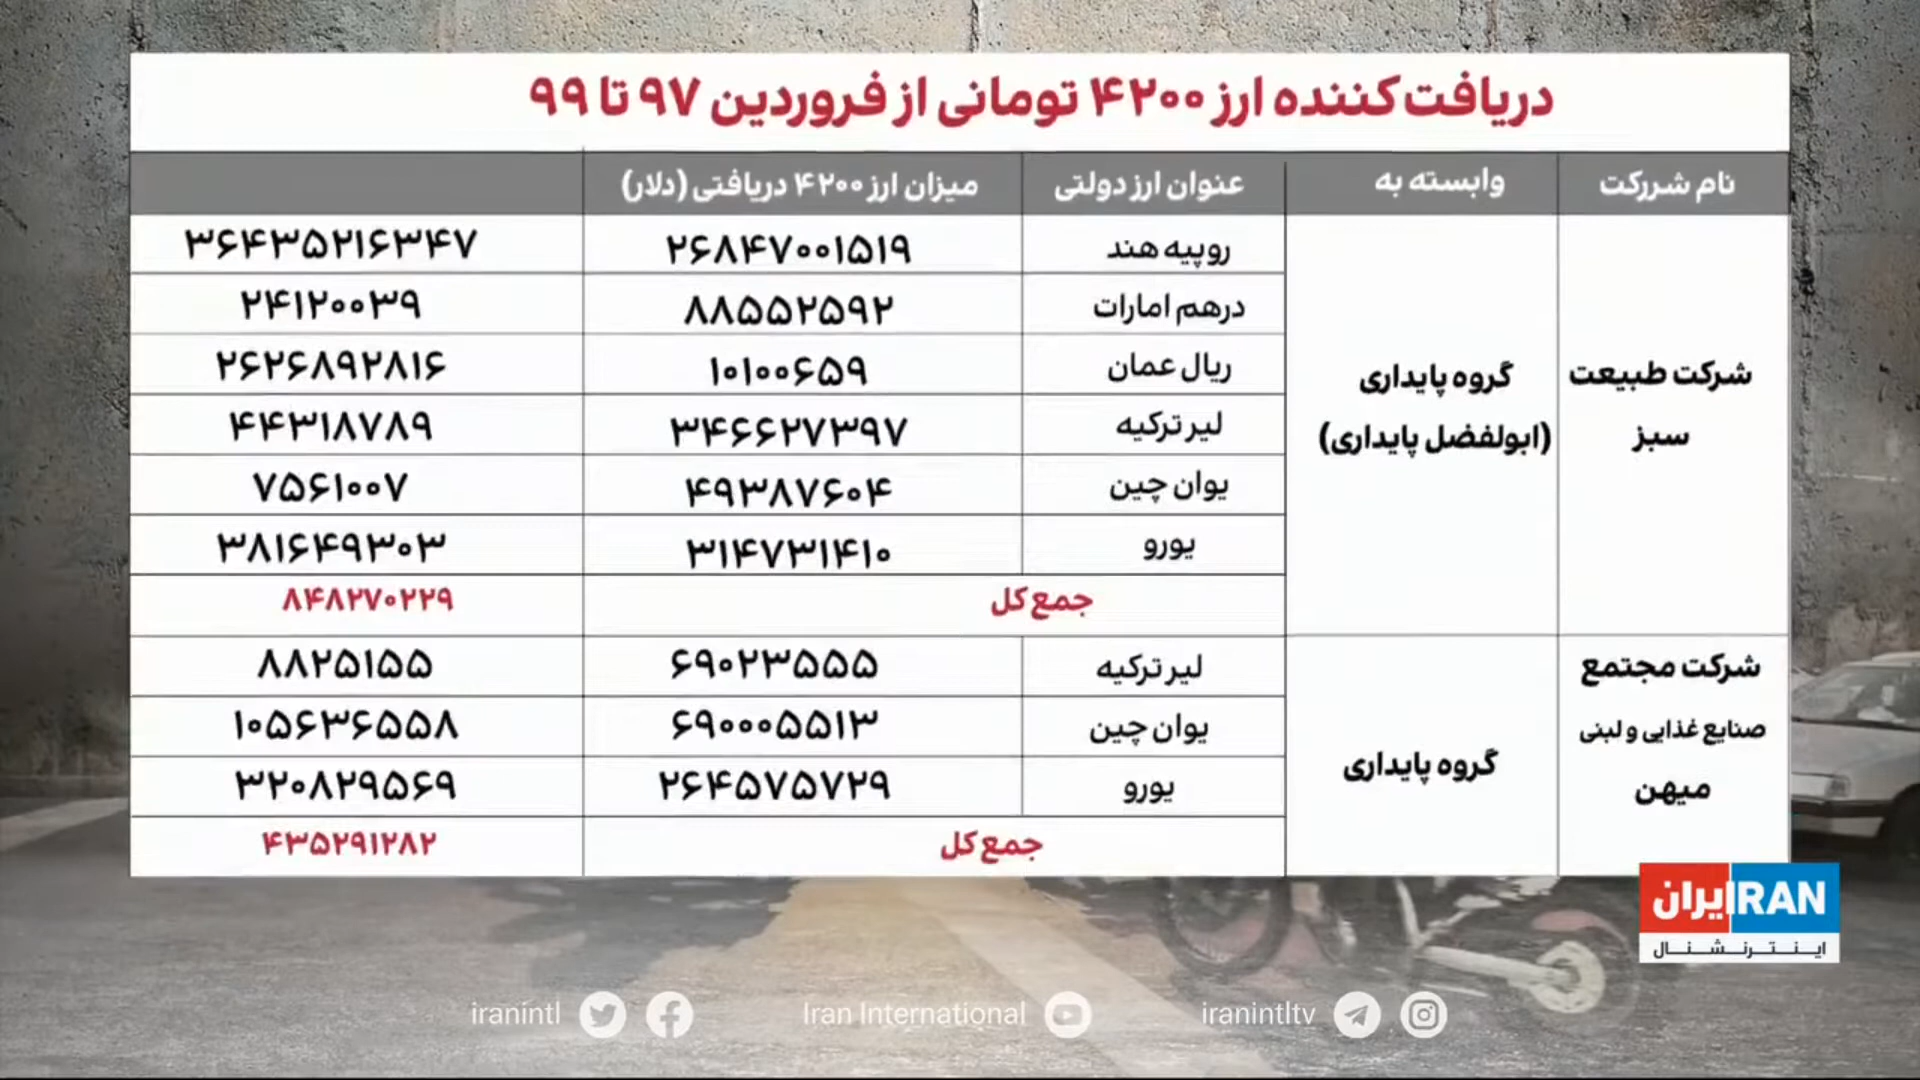 دریافت‌کننده ارز ۴۲۰۰ تومانی از فروردین ۹۷ تا ۹۹
نام شررکت وابسته به عنوان ارز دولتی میزان ارز ۴۲۰۰ دریافتی (دلار)
شرکت طبیعت سبز
گروه پایداری (ابولفضل پایداری)
روپیه هند ۲۶۸۴۷۰۰۱۵۱۹ ۳۶۴۳۵۲۱۶۳۴۷
درهم امارات ۸۸۵۵۲۵۹۲ ۲۴۱۲۰۰۳۹
ریال عمان ۱۰۱۰۰۶۵۹ ۲۶۲۶۸۹۲۸۱۶
لیر ترکیه ۳۴۶۶۲۷۳۹۷ ۴۴۳۱۸۷۸۹
یوان چین ۴۹۳۸۷۶۰۴ ۷۵۶۱۰۰۷
یورو ۳۱۴۷۳۱۴۱۰ ۳۸۱۶۴۹۳۰۳
جمع کل ۸۴۸۲۷۰۲۲۹
شرکت مجتمع
صنایع غذایی و لبنی
میهن
گروه پایداری
لیر ترکیه ۶۹۰۲۳۵۵۵ ۸۸۲۵۱۵۵
یوان چین ۶۹۰۰۰۵۵۱۳ ۱۰۵۶۳۶۵۵۸
یورو ۲۶۴۵۷۵۷۲۹ ۳۲۰۸۲۹۵۶۹
جمع کل ۴۳۵۲۹۱۲۸۲
ایران IRAN
اینترنشنال
iranintl Iran International iranintltv